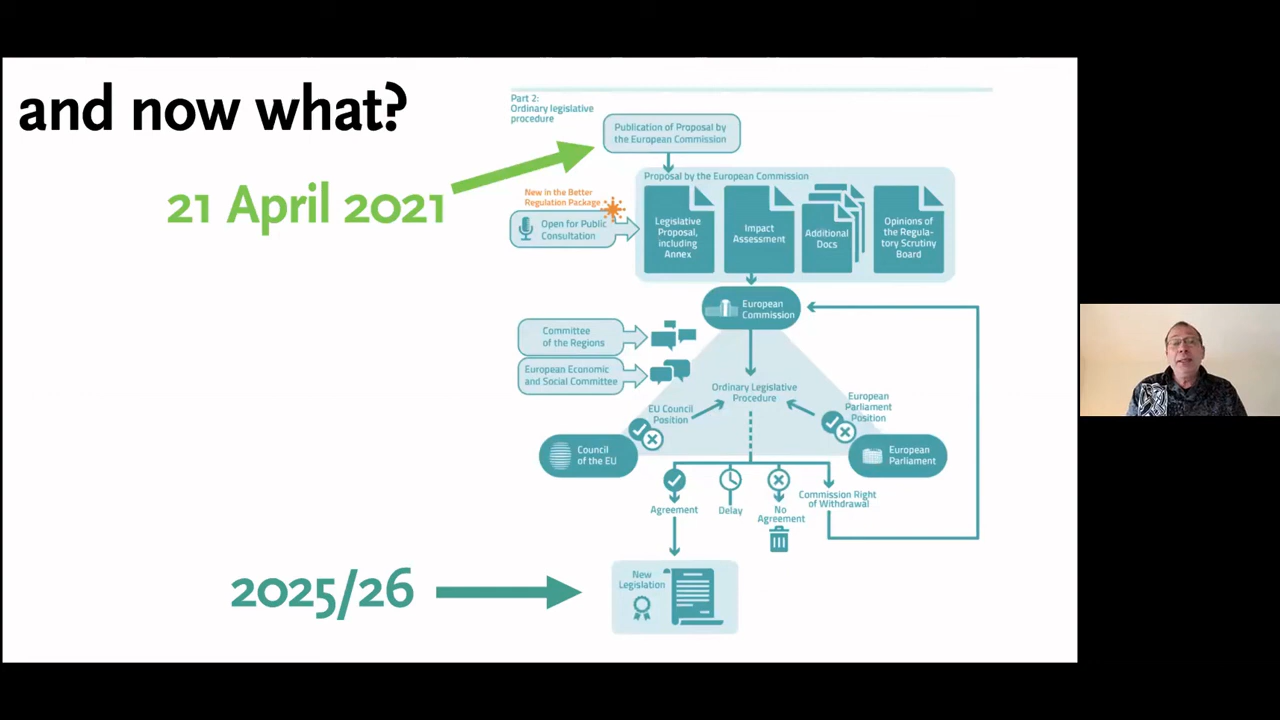 and now what?
21 April 2021
Part 2:
Ordinary legislative
procedure
Publication of Proposal by
the European Commission
Proposal by the European Commission
New in the Better
Regulation Package
Open for Public
Consultation
Legislative
Proposal,
including
Annex
Impact
Assessment
Additional
Docs
Opinions of
the Regula-
tory Scrutiny
Board
European
Commission
Committee
of the Regions
European Economic
and Social Committee
Ordinary Legislative
Procedure
EU Council
Position
European
Parliament
Position
Council
of the EU
European
Parliament
Agreement
Delay
No
Agreement
Commission Right
of Withdrawal
2025/26
New
Legislation